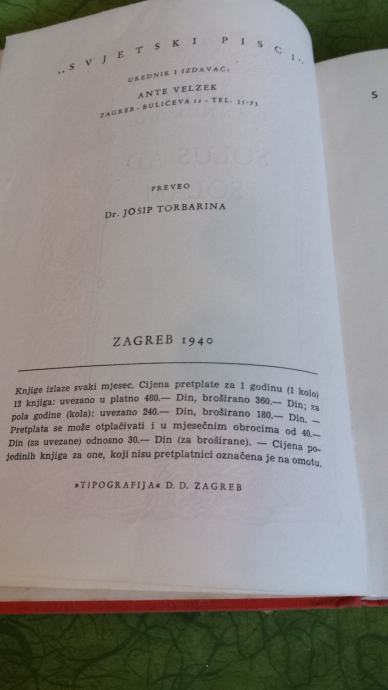 „SVJETSKI PISCI„
UREDNIK I IZDAVAČ:
ANTE VELZEK
ZAGREB - BULIĆEVA 11 - TEL. 35-73
PREVEO
Dr. JOSIP TORBARINA
ZAGREB 1940
Knjige izlaze svaki mjesec. Cijena pretplate za 1 godinu (1 kolo)
12 knjiga: uvezano u platno 480.— Din, broširano 360.— Din; za
pola godine (kola): uvezano 240.— Din, broširano 180.— Din. —
Pretplata se može otplaćivati i u mjesečnim obrocima od 40.—
Din (za uvezane) odnosno 30.— Din (za broširane). — Cijena po-
jedinih knjiga za one, koji nisu pretplatnici označena je na omotu.
»TIPOGRAFIJA« D. D. ZAGREB
S